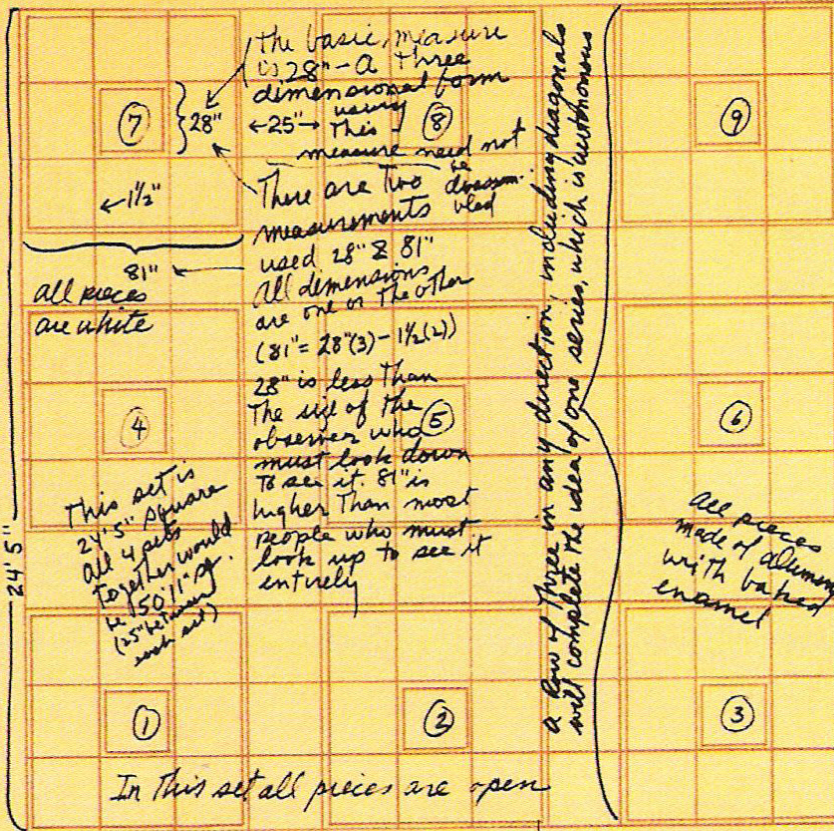 the basic measure
is 28" - a three
dimensional form
using
←25"→ This
measure need not
be
disassem-
bled
⑦
28"
⑧
⑨
←1½"
There are two
measurements
used 28" & 81"
All dimensions
are one or the other
(81" = 28"(3) - 1½(2))
28" is less than
the size of the
observer who
must look down
to see it. 81" is
higher than most
people who must
look up to see it
entirely
81"
all pieces
are white
④
⑤
⑥
This set is
24'5" square
all 4 sets
together would
be 50'11" sq.
(25" between
each set)
24'5"
a Row of Three in any direction, including diagonals
will complete the idea of one series, which is autonomous
all pieces
made of aluminum
with baked
enamel
①
②
③
In this set all pieces are open